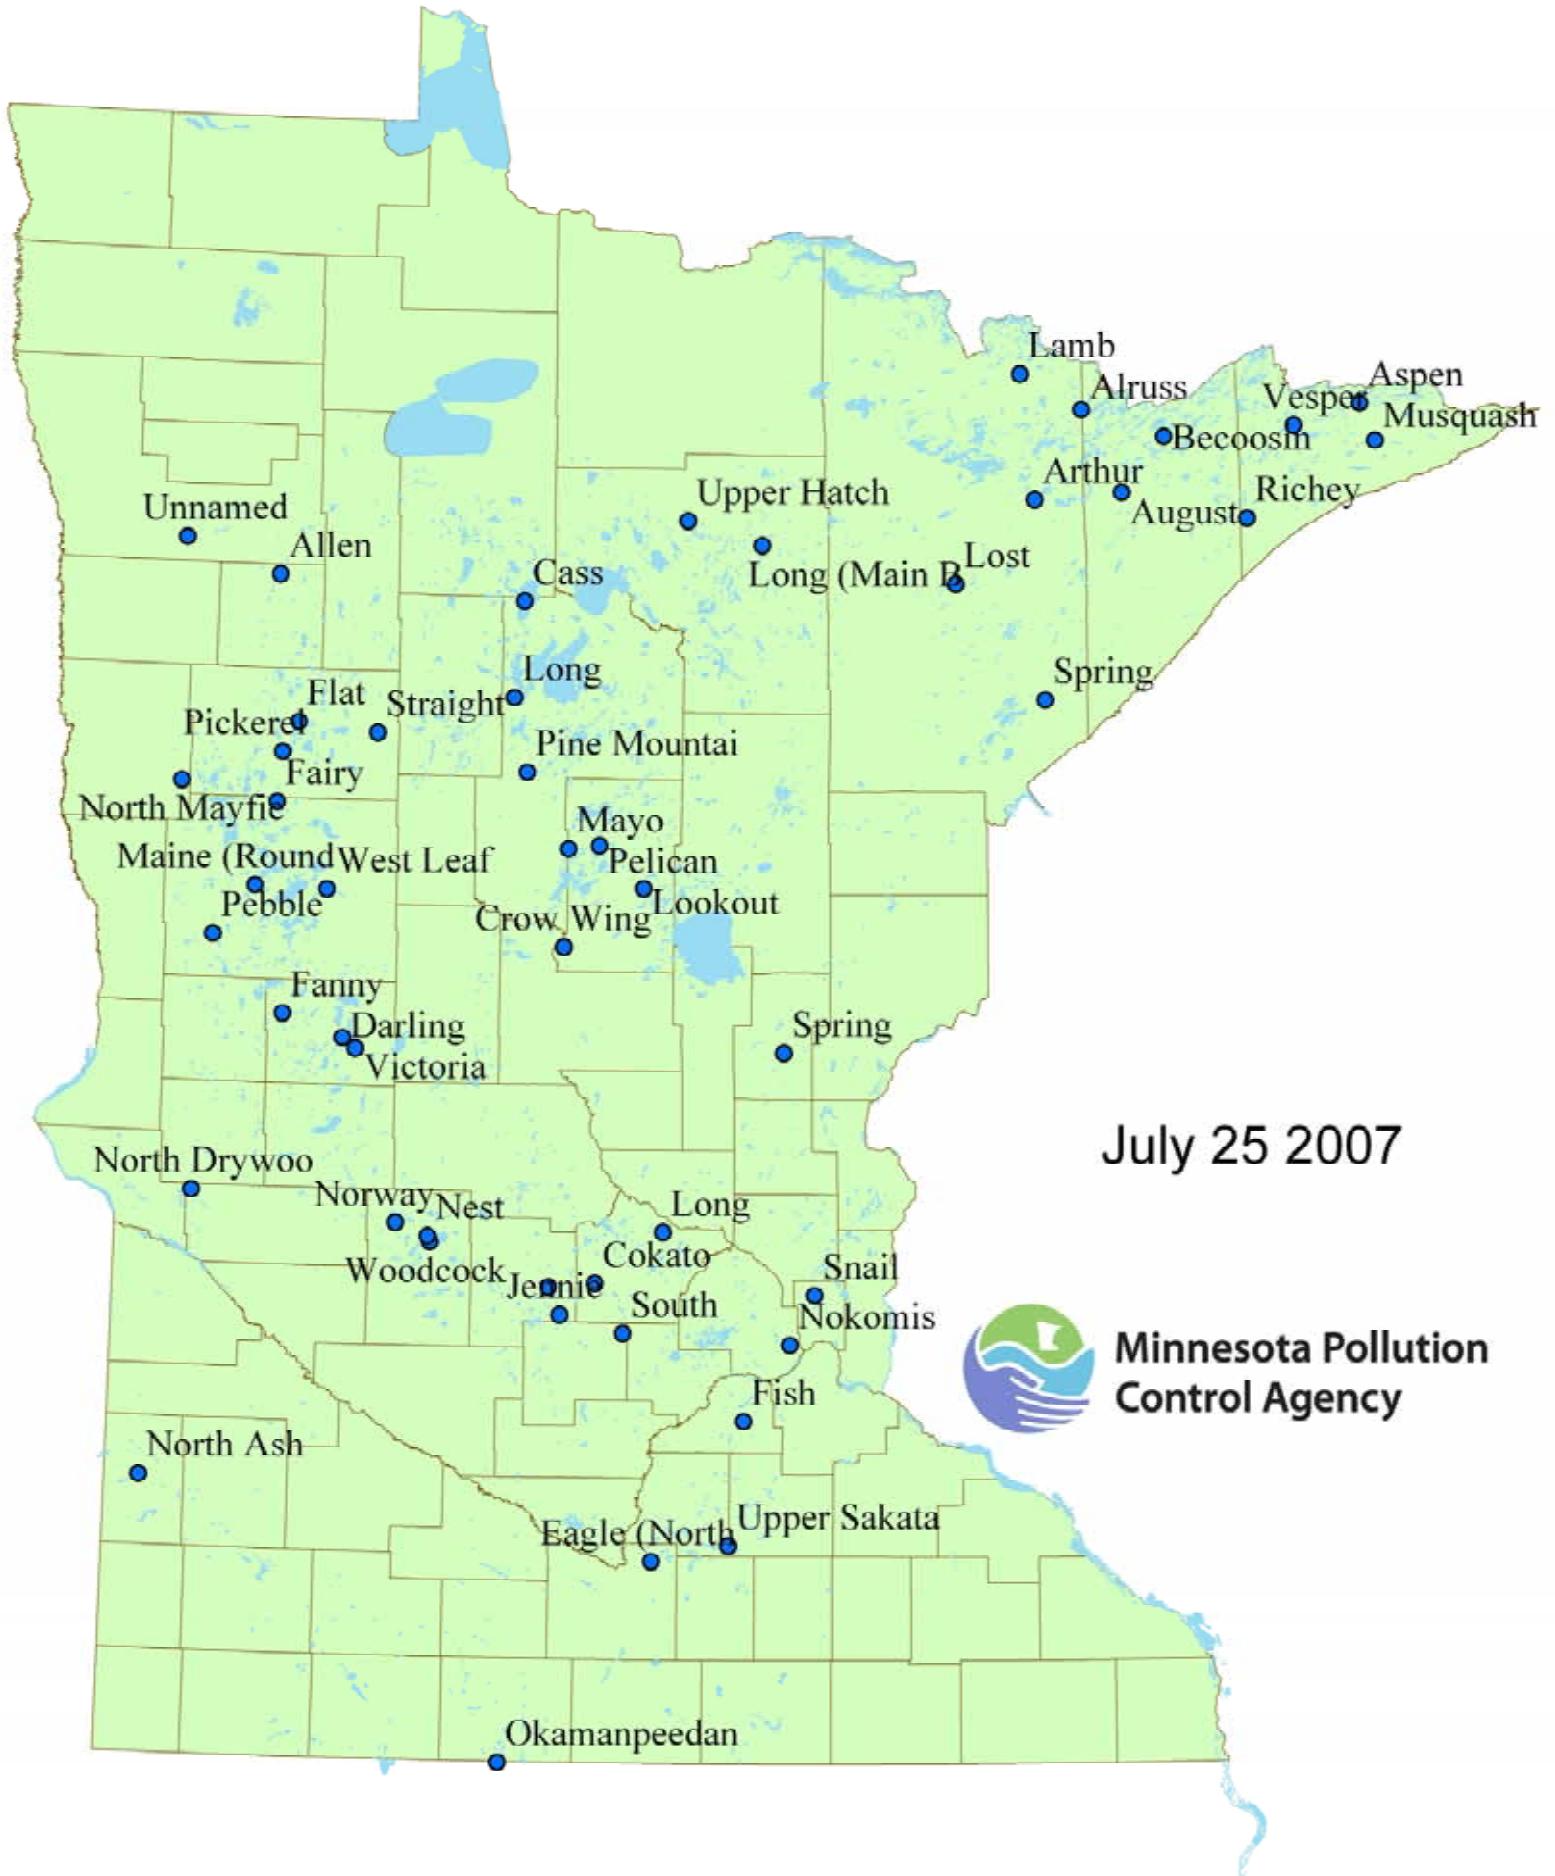 Lamb
Aspen
Alruss
Vesper
Musquash
Becoosin
Arthur
Upper Hatch
Richey
Unnamed
August
Allen
Lost
Cass
Long (Main B
Long
Spring
Flat
Straight
Pickerel
Pine Mountai
Fairy
North Mayfie
Mayo
Maine (Round
West Leaf
Pelican
Pebble
Lookout
Crow Wing
Fanny
Darling
Spring
Victoria
July 25 2007
North Drywoo
Norway
Nest
Long
Cokato
Woodcock
Snail
Jennie
South
Nokomis
Minnesota Pollution
Control Agency
Fish
North Ash
Upper Sakata
Eagle (North
Okamanpeedan